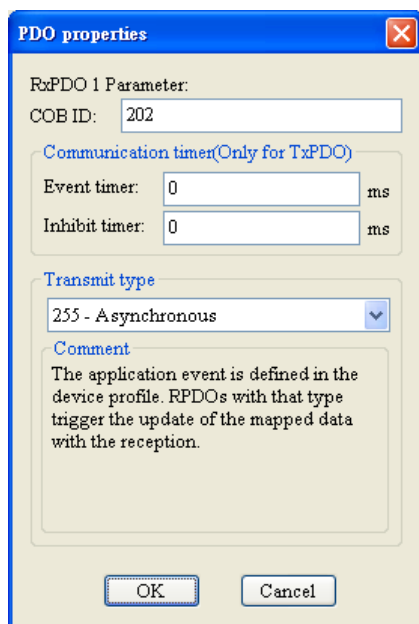 PDO properties
RxPDO 1 Parameter:
COB ID: 202
Communication timer(Only for TxPDO)
Event timer: 0 ms
Inhibit timer: 0 ms
Transmit type
255 - Asynchronous
Comment
The application event is defined in the
device profile. RPDOs with that type
trigger the update of the mapped data
with the reception.
OK Cancel